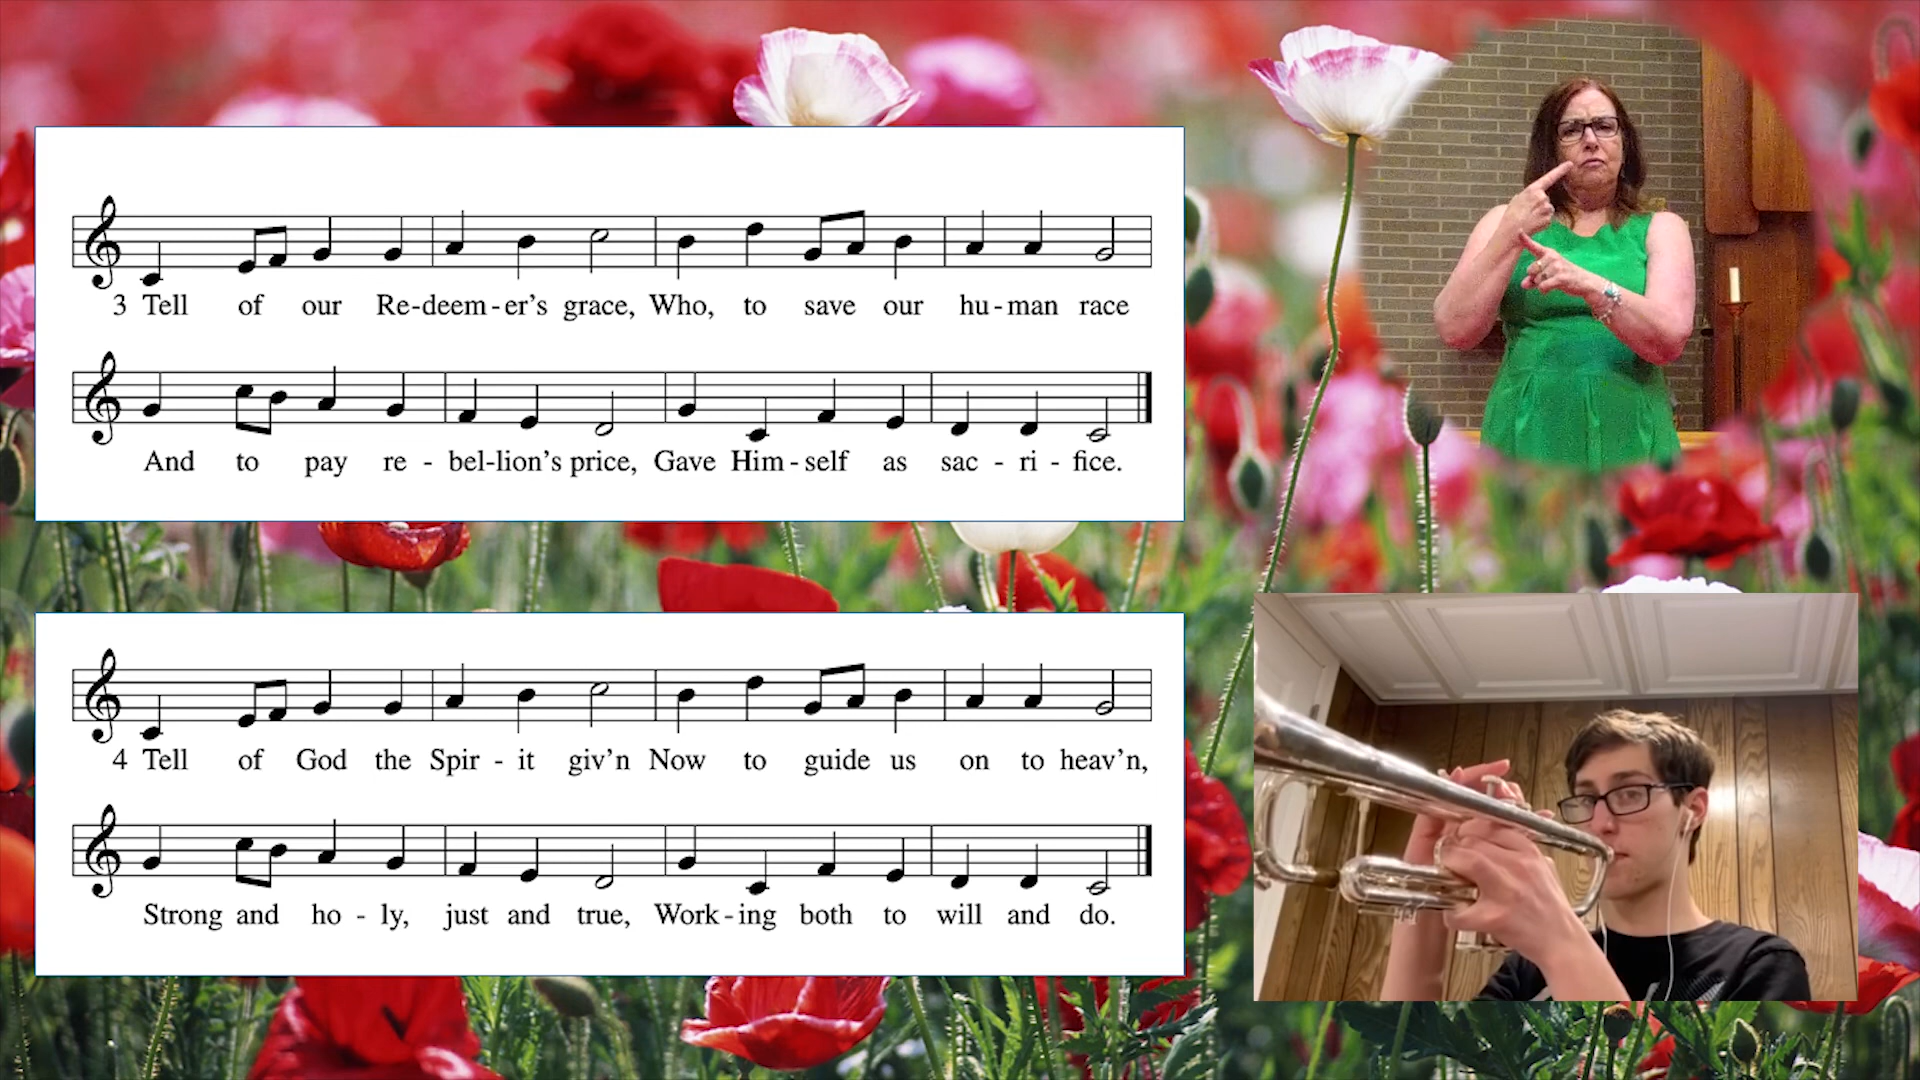 3 Tell of our Re-deem-er's grace, Who, to save our hu-man race
And to pay re - bel-lion's price, Gave Him-self as sac - ri - fice.
4 Tell of God the Spir - it giv'n Now to guide us on to heav'n,
Strong and ho - ly, just and true, Work-ing both to will and do.